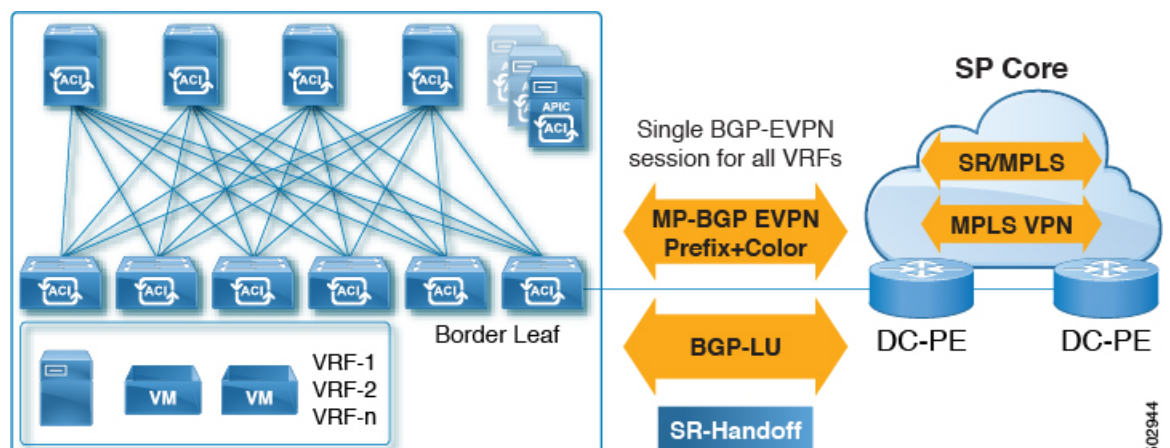 ACI
ACI
ACI
ACI
ACI
ACI
APIC
ACI
SP Core
Single BGP-EVPN
session for all VRFs
SR/MPLS
MP-BGP EVPN
Prefix+Color
MPLS VPN
ACI
ACI
ACI
ACI
ACI
ACI
Border Leaf
BGP-LU
DC-PE
DC-PE
VM
VM
VRF-1
VRF-2
VRF-n
SR-Handoff